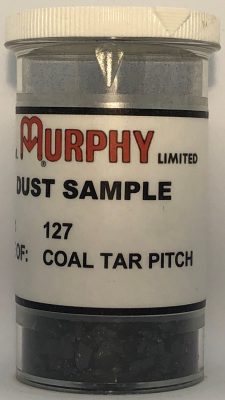 MURPHY LIMITED
DUST SAMPLE
127
OF: COAL TAR PITCH